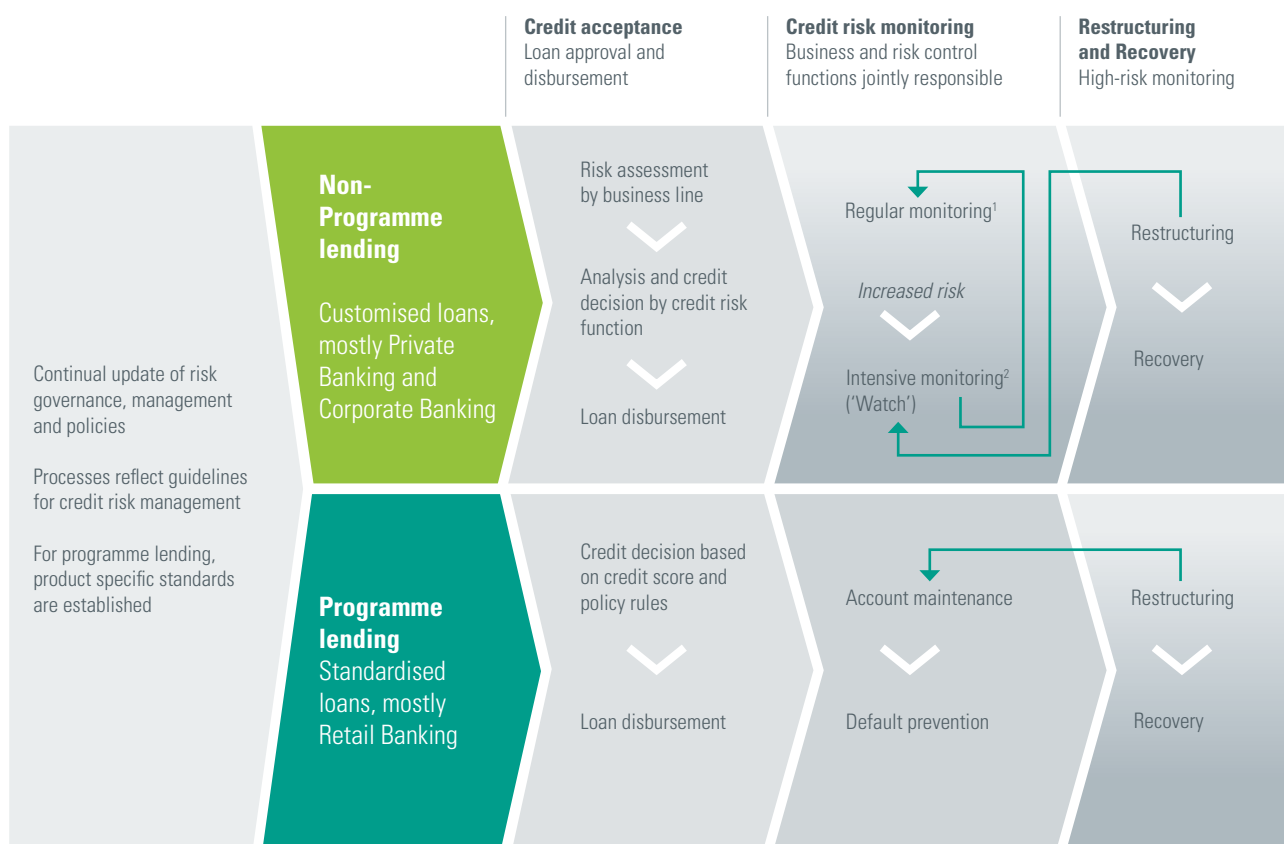 Credit acceptance
Loan approval and
disbursement
Credit risk monitoring
Business and risk control
functions jointly responsible
Restructuring
and Recovery
High-risk monitoring
Continual update of risk
governance, management
and policies
Processes reflect guidelines
for credit risk management
For programme lending,
product specific standards
are established
Non-
Programme
lending
Customised loans,
mostly Private
Banking and
Corporate Banking
Risk assessment
by business line
Analysis and credit
decision by credit risk
function
Loan disbursement
Regular monitoring¹
Increased risk
Intensive monitoring²
('Watch')
Restructuring
Recovery
Programme
lending
Standardised
loans, mostly
Retail Banking
Credit decision based
on credit score and
policy rules
Loan disbursement
Account maintenance
Default prevention
Restructuring
Recovery